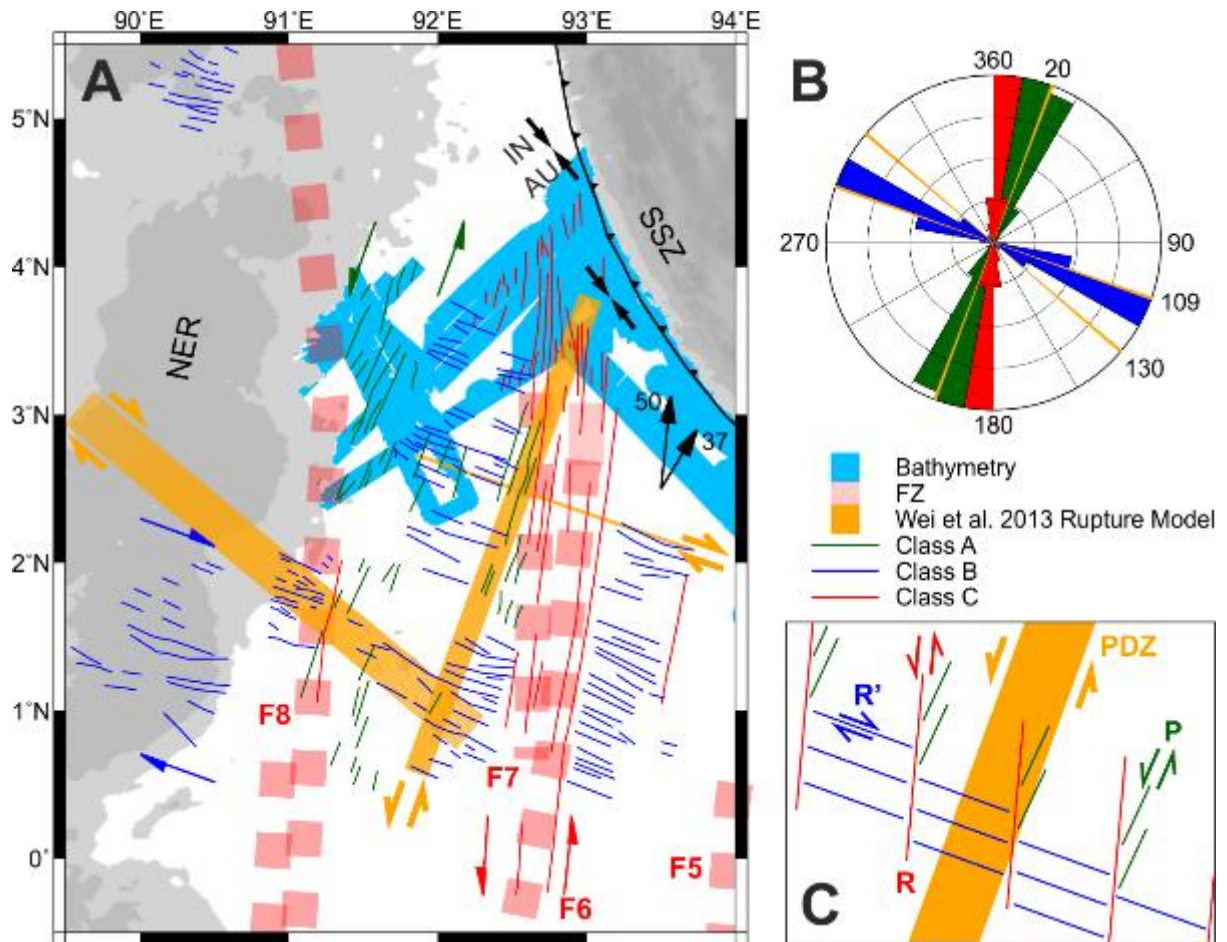 90˚E 91˚E 92˚E 93˚E 94˚E
A
5˚N
4˚N
3˚N
2˚N
1˚N
0˚
IN
AU
SSZ
NER
50
37
F8
F7
F6
F5
B
360
20
270
90
109
130
180
Bathymetry
FZ
Wei et al. 2013 Rupture Model
Class A
Class B
Class C
PDZ
R'
P
R
C